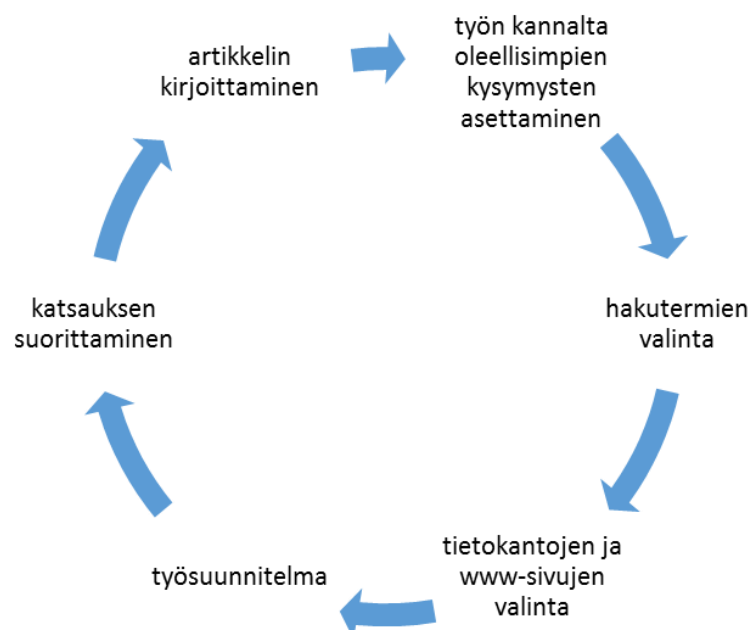 artikkelin
kirjoittaminen
työn kannalta
oleellisimpien
kysymysten
asettaminen
hakutermien
valinta
tietokantojen ja
www-sivujen
valinta
työsuunnitelma
katsauksen
suorittaminen